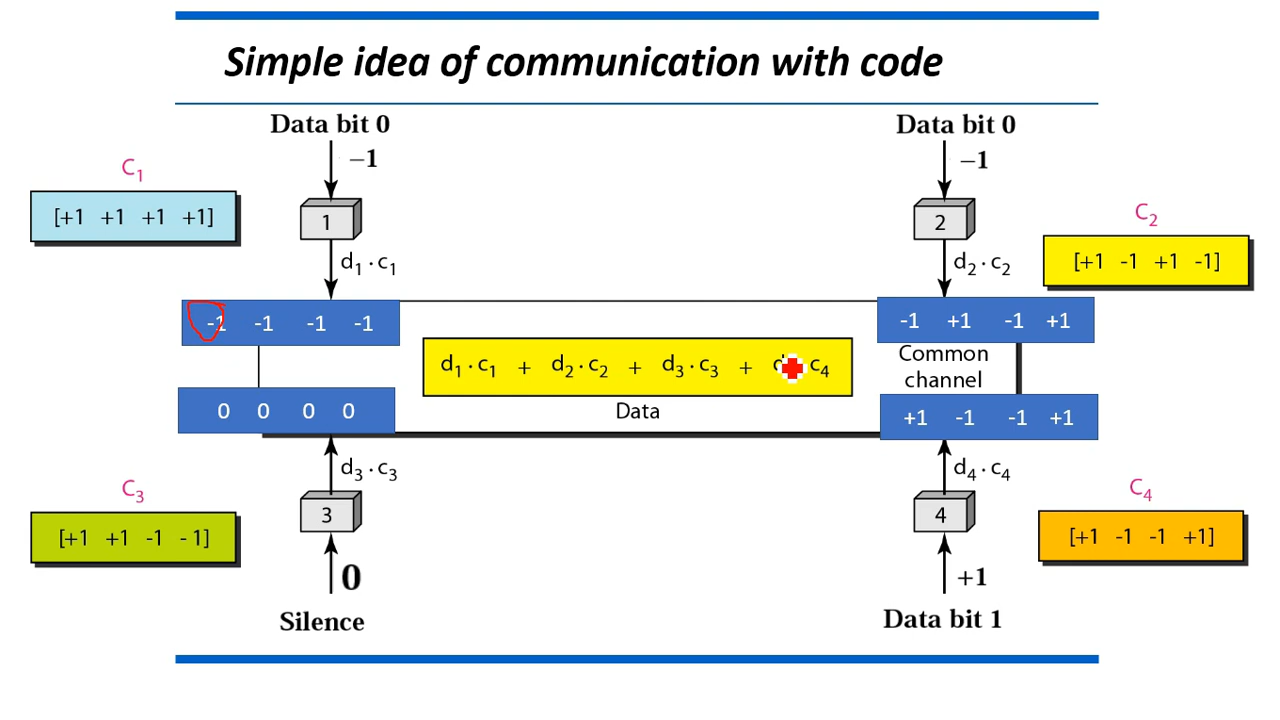 Simple idea of communication with code
Data bit 0
−1
C1
[+1 +1 +1 +1]
1
d1 · c1
Data bit 0
−1
2
d2 · c2
C2
[+1 -1 +1 -1]
-1 -1 -1 -1
-1 +1 -1 +1
d1 · c1 + d2 · c2 + d3 · c3 + c4
Common
channel
Data
0 0 0 0
+1 -1 -1 +1
d3 · c3
C3
[+1 +1 -1 - 1]
3
0
Silence
d4 · c4
C4
[+1 -1 -1 +1]
4
+1
Data bit 1